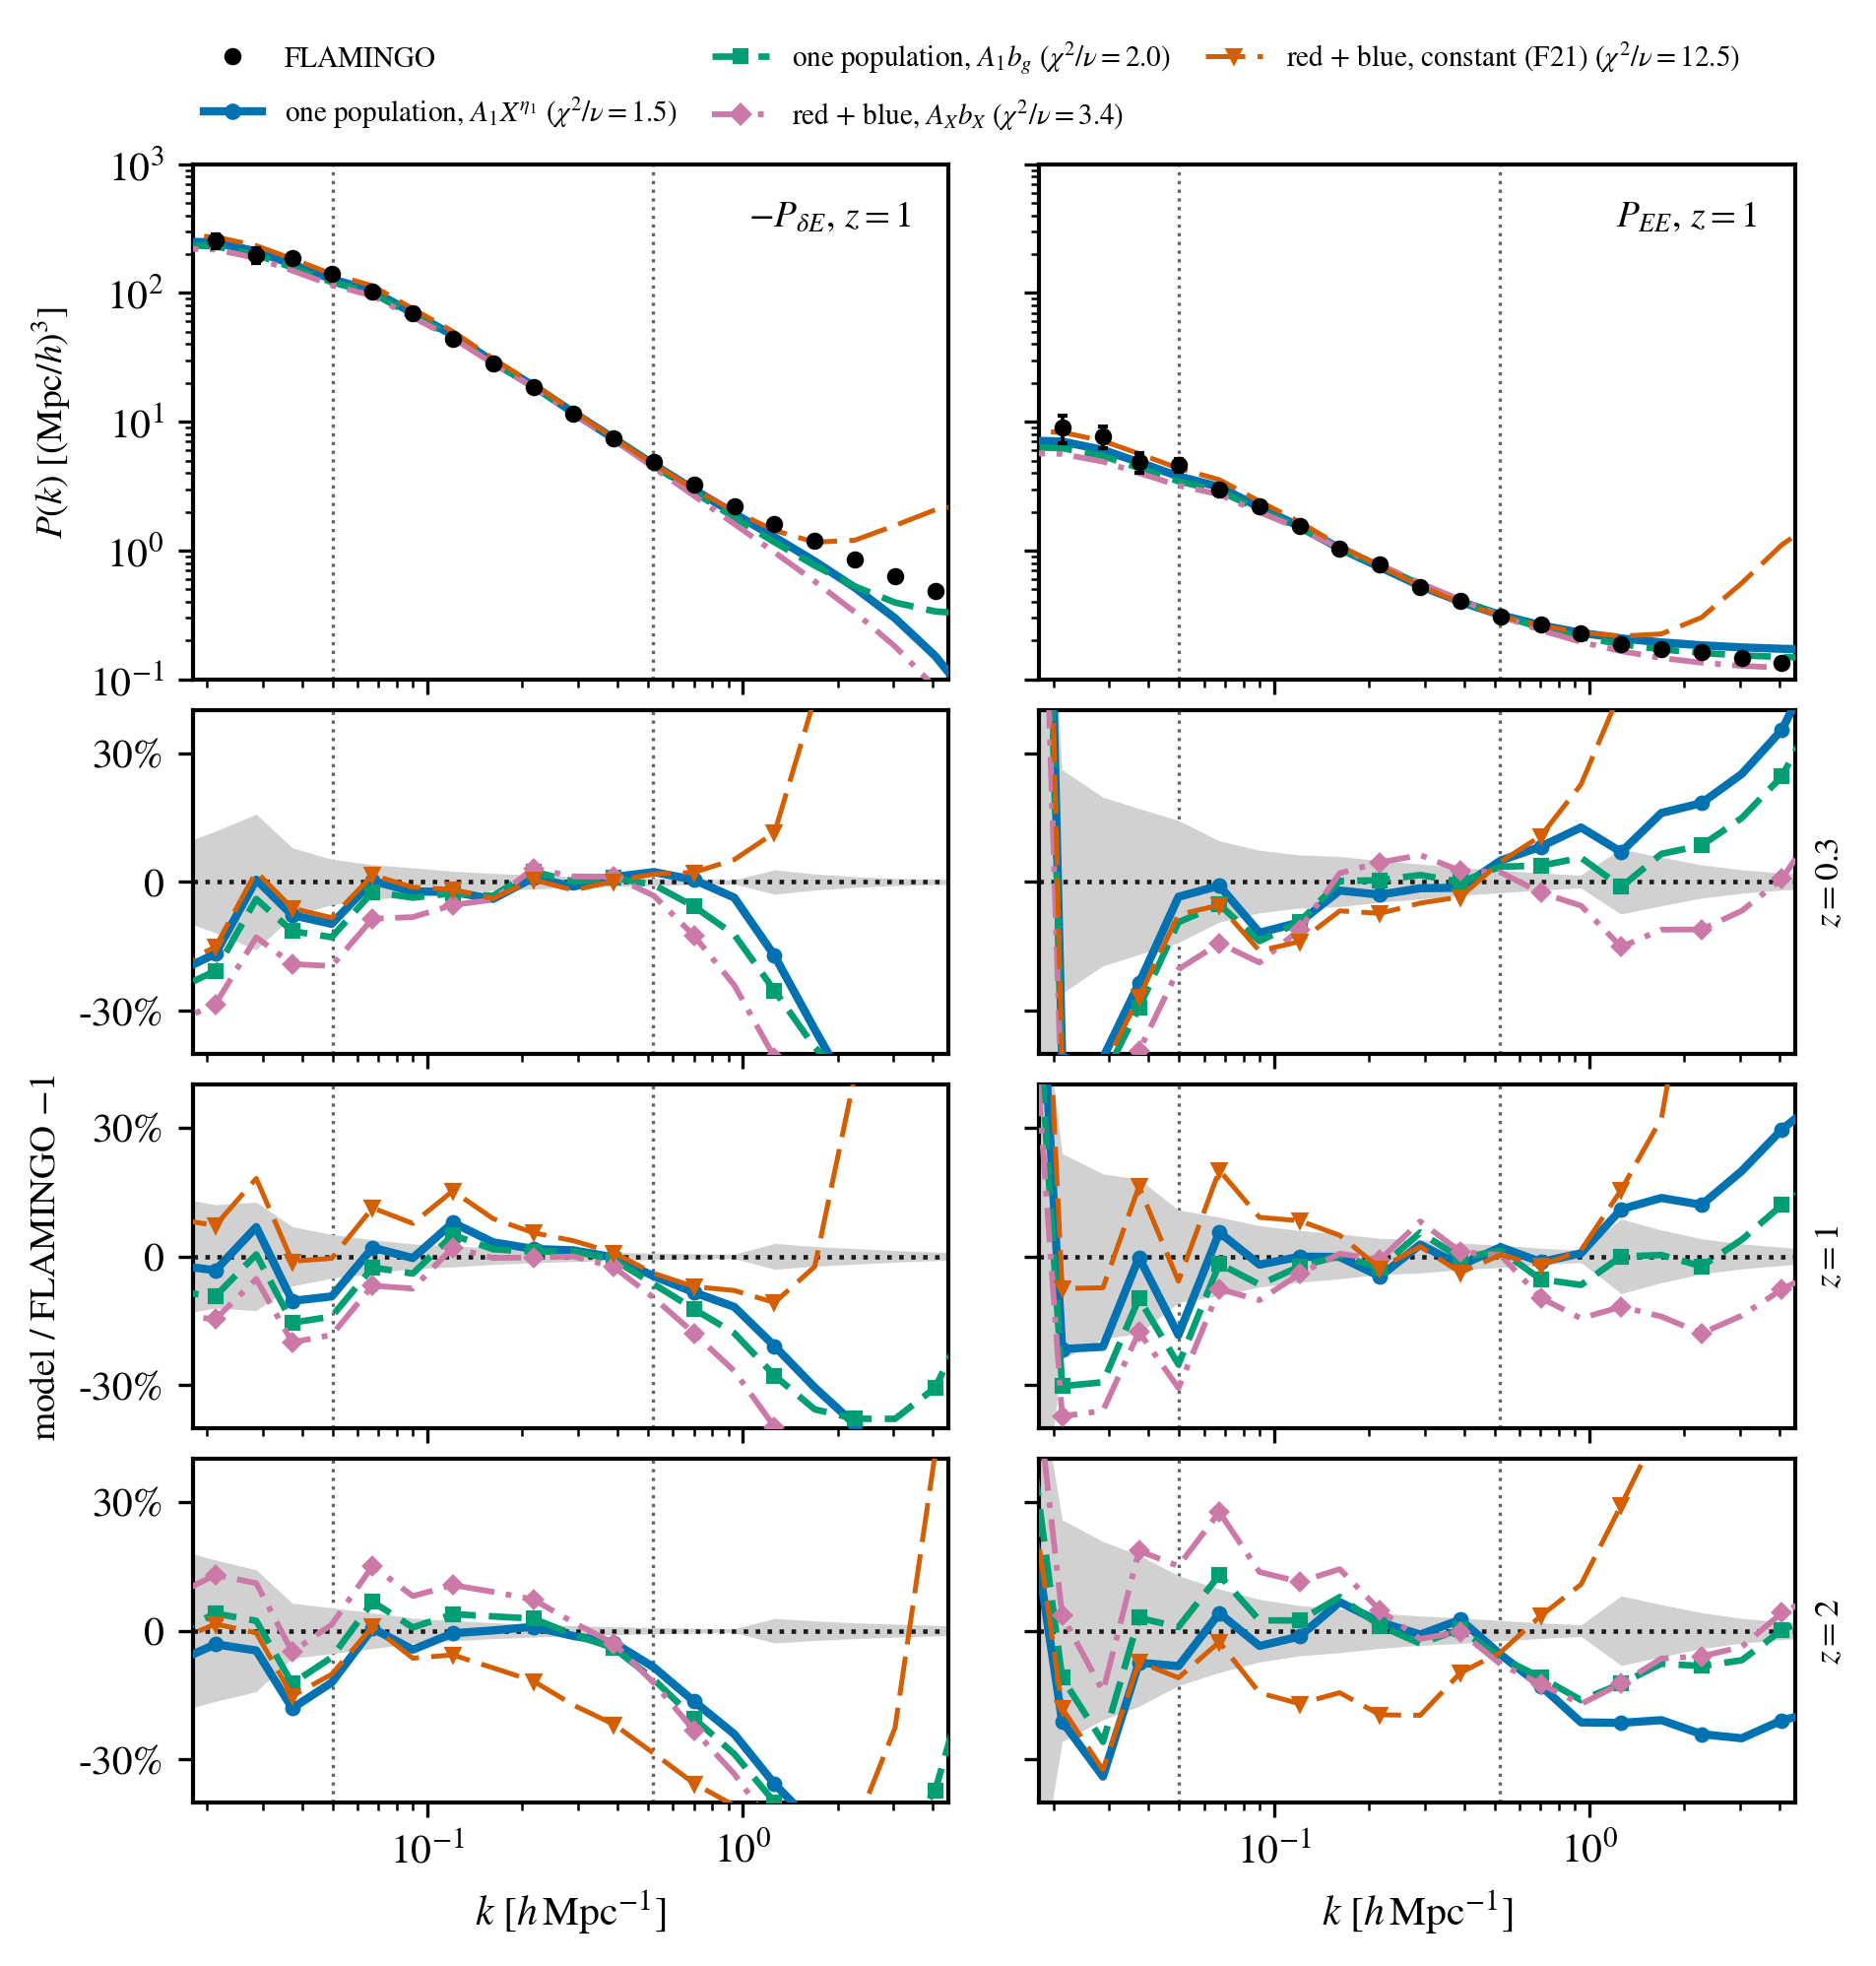 FLAMINGO
one population, A₁X^η₁ (χ²/ν = 1.5)
one population, A₁b_g (χ²/ν = 2.0)
red + blue, A_Xb_X (χ²/ν = 3.4)
red + blue, constant (F21) (χ²/ν = 12.5)
P(k) [(Mpc/h)³]
10³
10²
10¹
10⁰
10⁻¹
−P_δE, z = 1
P_EE, z = 1
model / FLAMINGO −1
30%
0
-30%
z = 0.3
30%
0
-30%
z = 1
30%
0
-30%
z = 2
10⁻¹ 10⁰
10⁻¹ 10⁰
k [h Mpc⁻¹]
k [h Mpc⁻¹]